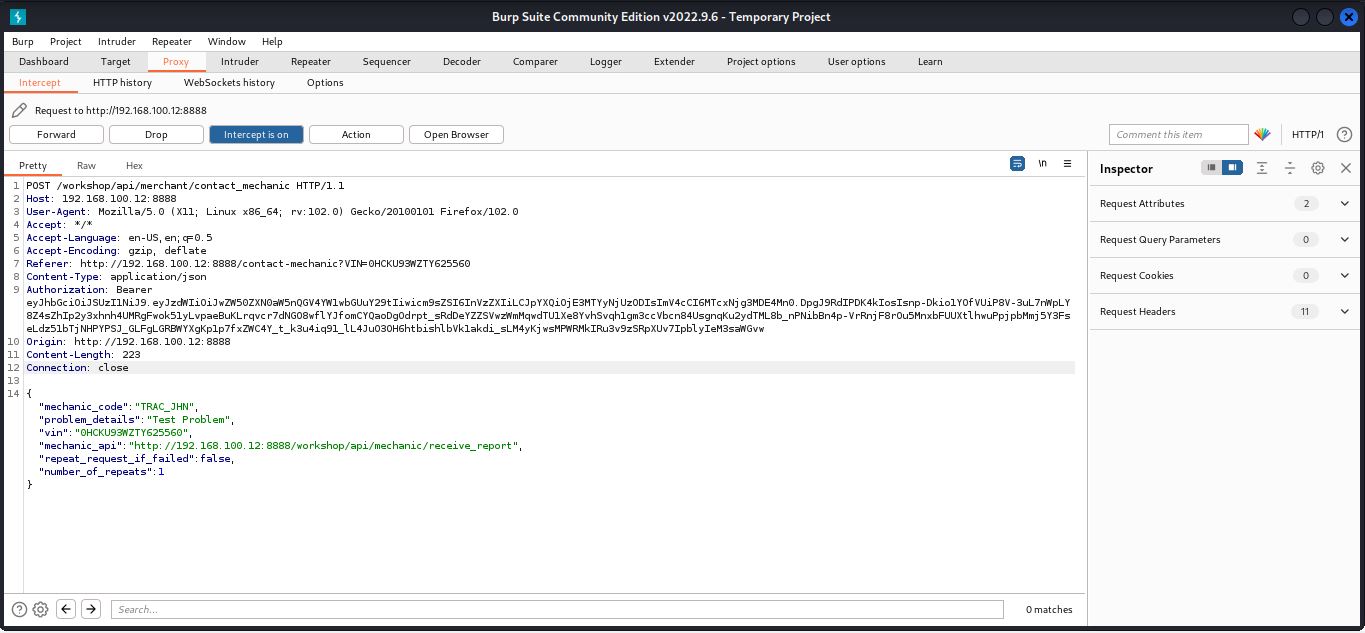 Burp Suite Community Edition v2022.9.6 - Temporary Project
Burp Project Intruder Repeater Window Help
Dashboard Target Proxy Intruder Repeater Sequencer Decoder Comparer Logger Extender Project options User options Learn
Intercept HTTP history WebSockets history Options
Request to http://192.168.100.12:8888
Forward Drop Intercept is on Action Open Browser Comment this item HTTP/1
Pretty Raw Hex \n
Inspector
1 POST /workshop/api/merchant/contact_mechanic HTTP/1.1
2 Host: 192.168.100.12:8888
3 User-Agent: Mozilla/5.0 (X11; Linux x86_64; rv:102.0) Gecko/20100101 Firefox/102.0
4 Accept: */*
5 Accept-Language: en-US,en;q=0.5
6 Accept-Encoding: gzip, deflate
7 Referer: http://192.168.100.12:8888/contact-mechanic?VIN=0HCKU93WZTY625560
8 Content-Type: application/json
9 Authorization: Bearer
10 Origin: http://192.168.100.12:8888
11 Content-Length: 223
12 Connection: close
13
14 {
"mechanic_code":"TRAC_JHN",
"problem_details":"Test Problem",
"vin":"0HCKU93WZTY625560",
"mechanic_api":"http://192.168.100.12:8888/workshop/api/mechanic/receive_report",
"repeat_request_if_failed":false,
"number_of_repeats":1
}
Request Attributes 2
Request Query Parameters 0
Request Cookies 0
Request Headers 11
Search... 0 matches